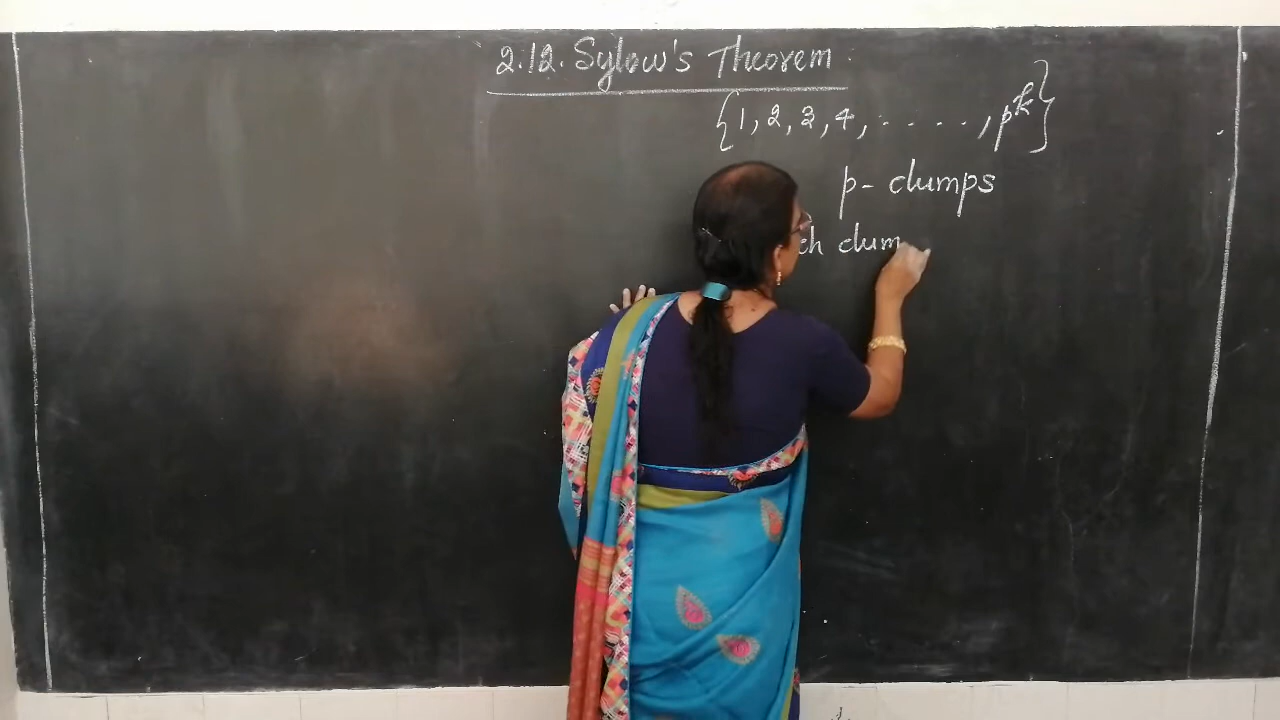 2.12. Sylow's Theorem
{1, 2, 3, 4, ....., p^k}
p- clumps
ch clum